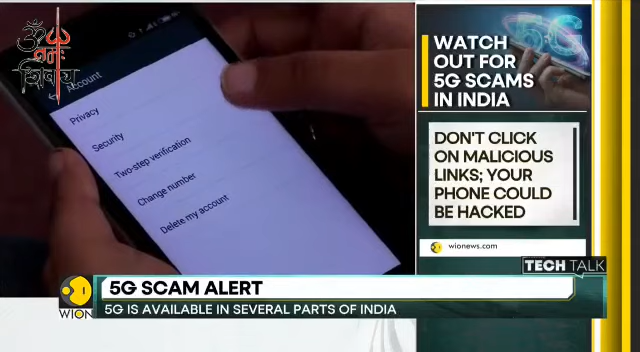 ॐ नमः
शिवाय
Account
Privacy
Security
Two-step verification
Change number
Delete my account
5G
WATCH
OUT FOR
5G SCAMS
IN INDIA
DON'T CLICK
ON MALICIOUS
LINKS; YOUR
PHONE COULD
BE HACKED
wionews.com
TECH TALK
5G SCAM ALERT
5G IS AVAILABLE IN SEVERAL PARTS OF INDIA
WION